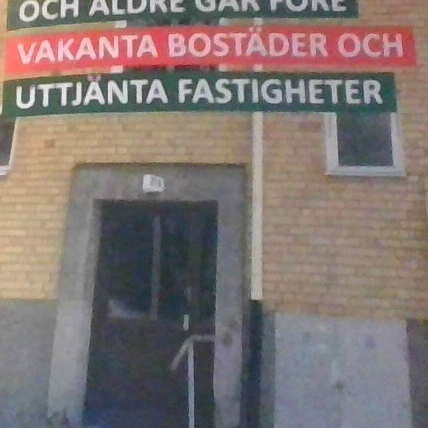 OCH ÄLDRE GÅR FÖRE
VAKANTA BOSTÄDER OCH
UTTJÄNTA FASTIGHETER